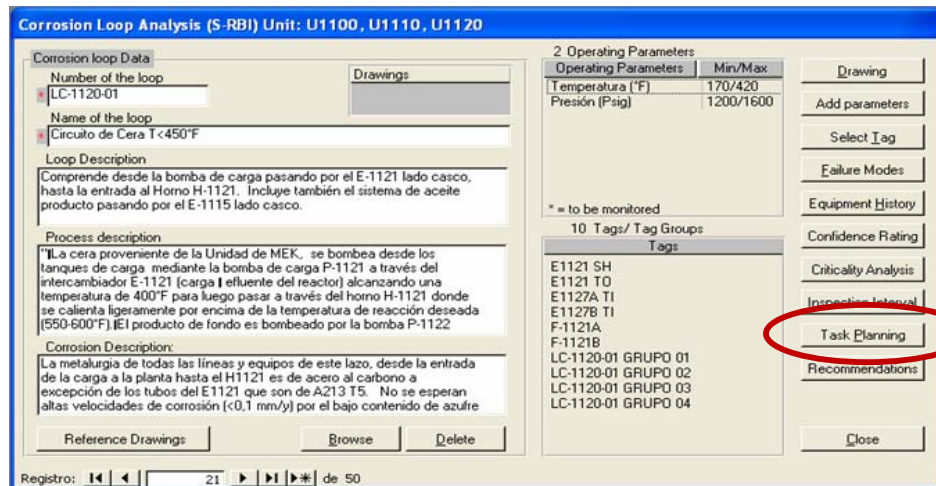 Corrosion Loop Analysis (S-RBI) Unit: U1100, U1110, U1120
Corrosion loop Data
Number of the loop
* LC-1120-01
Drawings
Name of the loop
* Circuito de Cera T<450°F
Loop Description
Comprende desde la bomba de carga pasando por el E-1121 lado casco,
hasta la entrada al Horno H-1121. Incluye también el sistema de aceite
producto pasando por el E-1115 lado casco.
Process description
"La cera proveniente de la Unidad de MEK, se bombea desde los
tanques de carga mediante la bomba de carga P-1121 a través del
intercambiador E-1121 (carga | efluente del reactor) alcanzando una
temperatura de 400°F para luego pasar a través del horno H-1121 donde
se calienta ligeramente por encima de la temperatura de reacción deseada
(550-600°F).El producto de fondo es bombeado por la bomba P-1122
Corrosion Description:
La metalurgia de todas las líneas y equipos de este lazo, desde la entrada
de la carga a la planta hasta el H1121 es de acero al carbono a
excepción de los tubos del E1121 que son de A213 T5. No se esperan
altas velocidades de corrosión (<0,1 mm/y) por el bajo contenido de azufre
Reference Drawings
Browse
Delete
2 Operating Parameters
Operating Parameters Min/Max
Temperatura (°F) 170/420
Presión (Psig) 1200/1600
* = to be monitored
10 Tags/ Tag Groups
Tags
E1121 SH
E1121 TO
E1127A TI
E1127B TI
F-1121A
F-1121B
LC-1120-01 GRUPO 01
LC-1120-01 GRUPO 02
LC-1120-01 GRUPO 03
LC-1120-01 GRUPO 04
Drawing
Add parameters
Select Tag
Failure Modes
Equipment History
Confidence Rating
Criticality Analysis
Inspection Interval
Task Planning
Recommendations
Close
Registro: 21 de 50